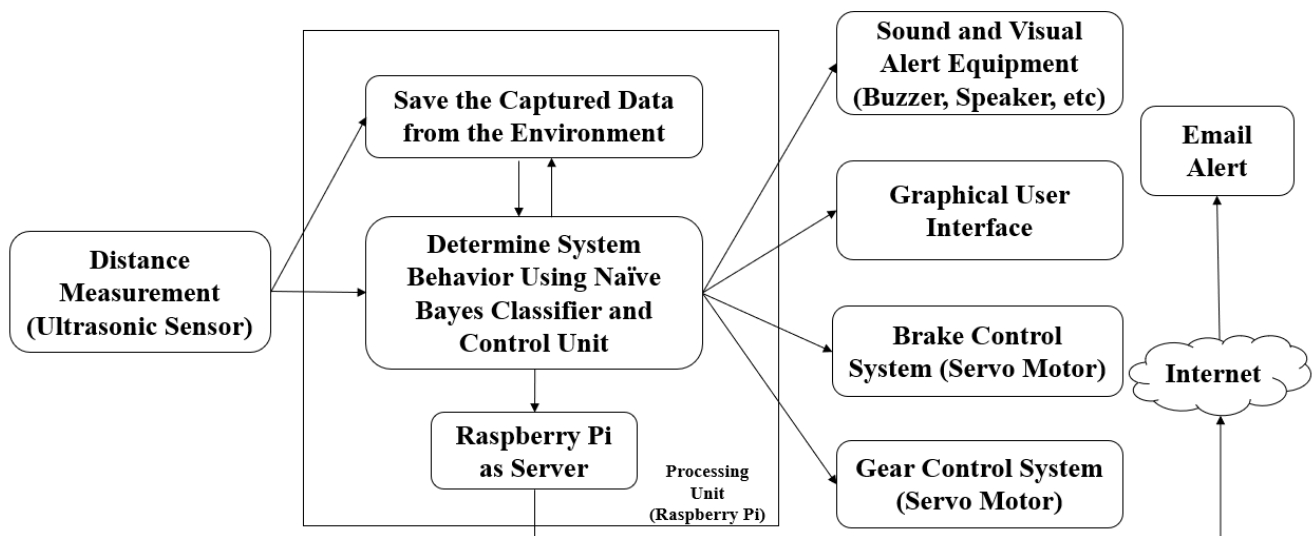 Distance
Measurement
(Ultrasonic Sensor)
Save the Captured Data
from the Environment
Determine System
Behavior Using Naïve
Bayes Classifier and
Control Unit
Raspberry Pi
as Server
Processing
Unit
(Raspberry Pi)
Sound and Visual
Alert Equipment
(Buzzer, Speaker, etc)
Graphical User
Interface
Brake Control
System (Servo Motor)
Gear Control System
(Servo Motor)
Email
Alert
Internet